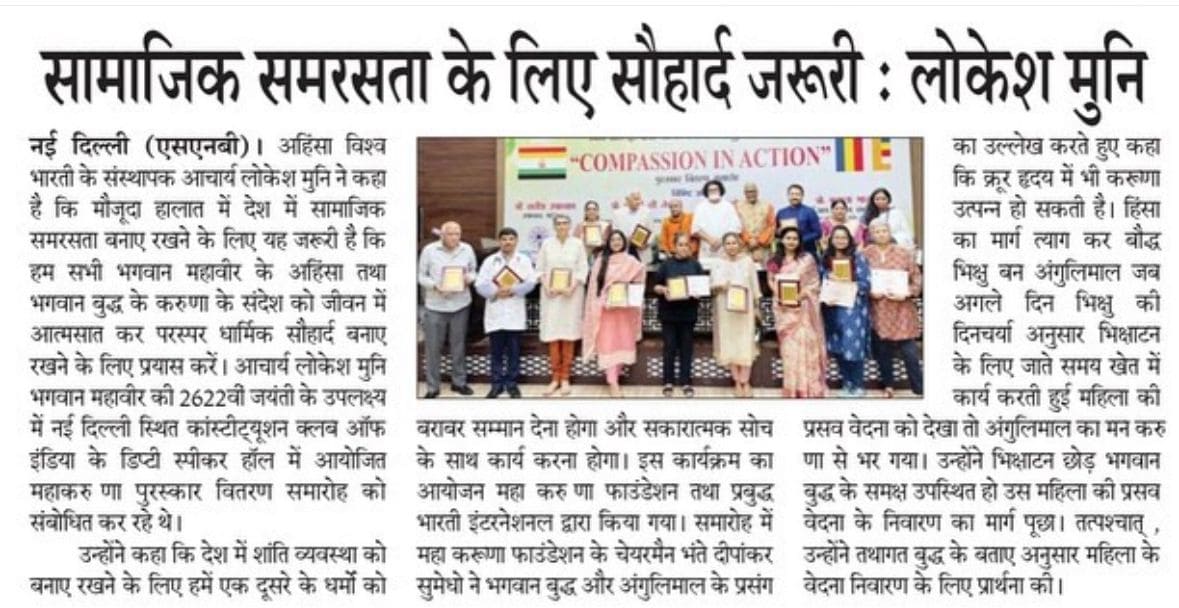 सामाजिक समरसता के लिए सौहार्द जरूरी : लोकेश मुनि
नई दिल्ली (एसएनबी)। अहिंसा विश्व
भारती के संस्थापक आचार्य लोकेश मुनि ने कहा
है कि मौजूदा हालात में देश में सामाजिक
समरसता बनाए रखने के लिए यह जरूरी है कि
हम सभी भगवान महावीर के अहिंसा तथा
भगवान बुद्ध के करुणा के संदेश को जीवन में
आत्मसात कर परस्पर धार्मिक सौहार्द बनाए
रखने के लिए प्रयास करें। आचार्य लोकेश मुनि
भगवान महावीर की 2622वीं जयंती के उपलक्ष्य
में नई दिल्ली स्थित कांस्टीट्यूशन क्लब ऑफ
इंडिया के डिप्टी स्पीकर हॉल में आयोजित
महाकरु णा पुरस्कार वितरण समारोह को
संबोधित कर रहे थे।
उन्होंने कहा कि देश में शांति व्यवस्था को
बनाए रखने के लिए हमें एक दूसरे के धर्मों को
"COMPASSION IN ACTION"
पुरस्कार वितरण समारोह
बराबर सम्मान देना होगा और सकारात्मक सोच
के साथ कार्य करना होगा। इस कार्यक्रम का
आयोजन महा करु णा फाउंडेशन तथा प्रबुद्ध
भारती इंटरनेशनल द्वारा किया गया। समारोह में
महा करूणा फाउंडेशन के चेयरमैन भंते दीपांकर
सुमेधो ने भगवान बुद्ध और अंगुलिमाल के प्रसंग
का उल्लेख करते हुए कहा
कि क्रूर हृदय में भी करूणा
उत्पन्न हो सकती है। हिंसा
का मार्ग त्याग कर बौद्ध
भिक्षु बन अंगुलिमाल जब
अगले दिन भिक्षु की
दिनचर्या अनुसार भिक्षाटन
के लिए जाते समय खेत में
कार्य करती हुई महिला की
प्रसव वेदना को देखा तो अंगुलिमाल का मन करु
णा से भर गया। उन्होंने भिक्षाटन छोड़ भगवान
बुद्ध के समक्ष उपस्थित हो उस महिला की प्रसव
वेदना के निवारण का मार्ग पूछा। तत्पश्चात् ,
उन्होंने तथागत बुद्ध के बताए अनुसार महिला के
वेदना निवारण के लिए प्रार्थना की।